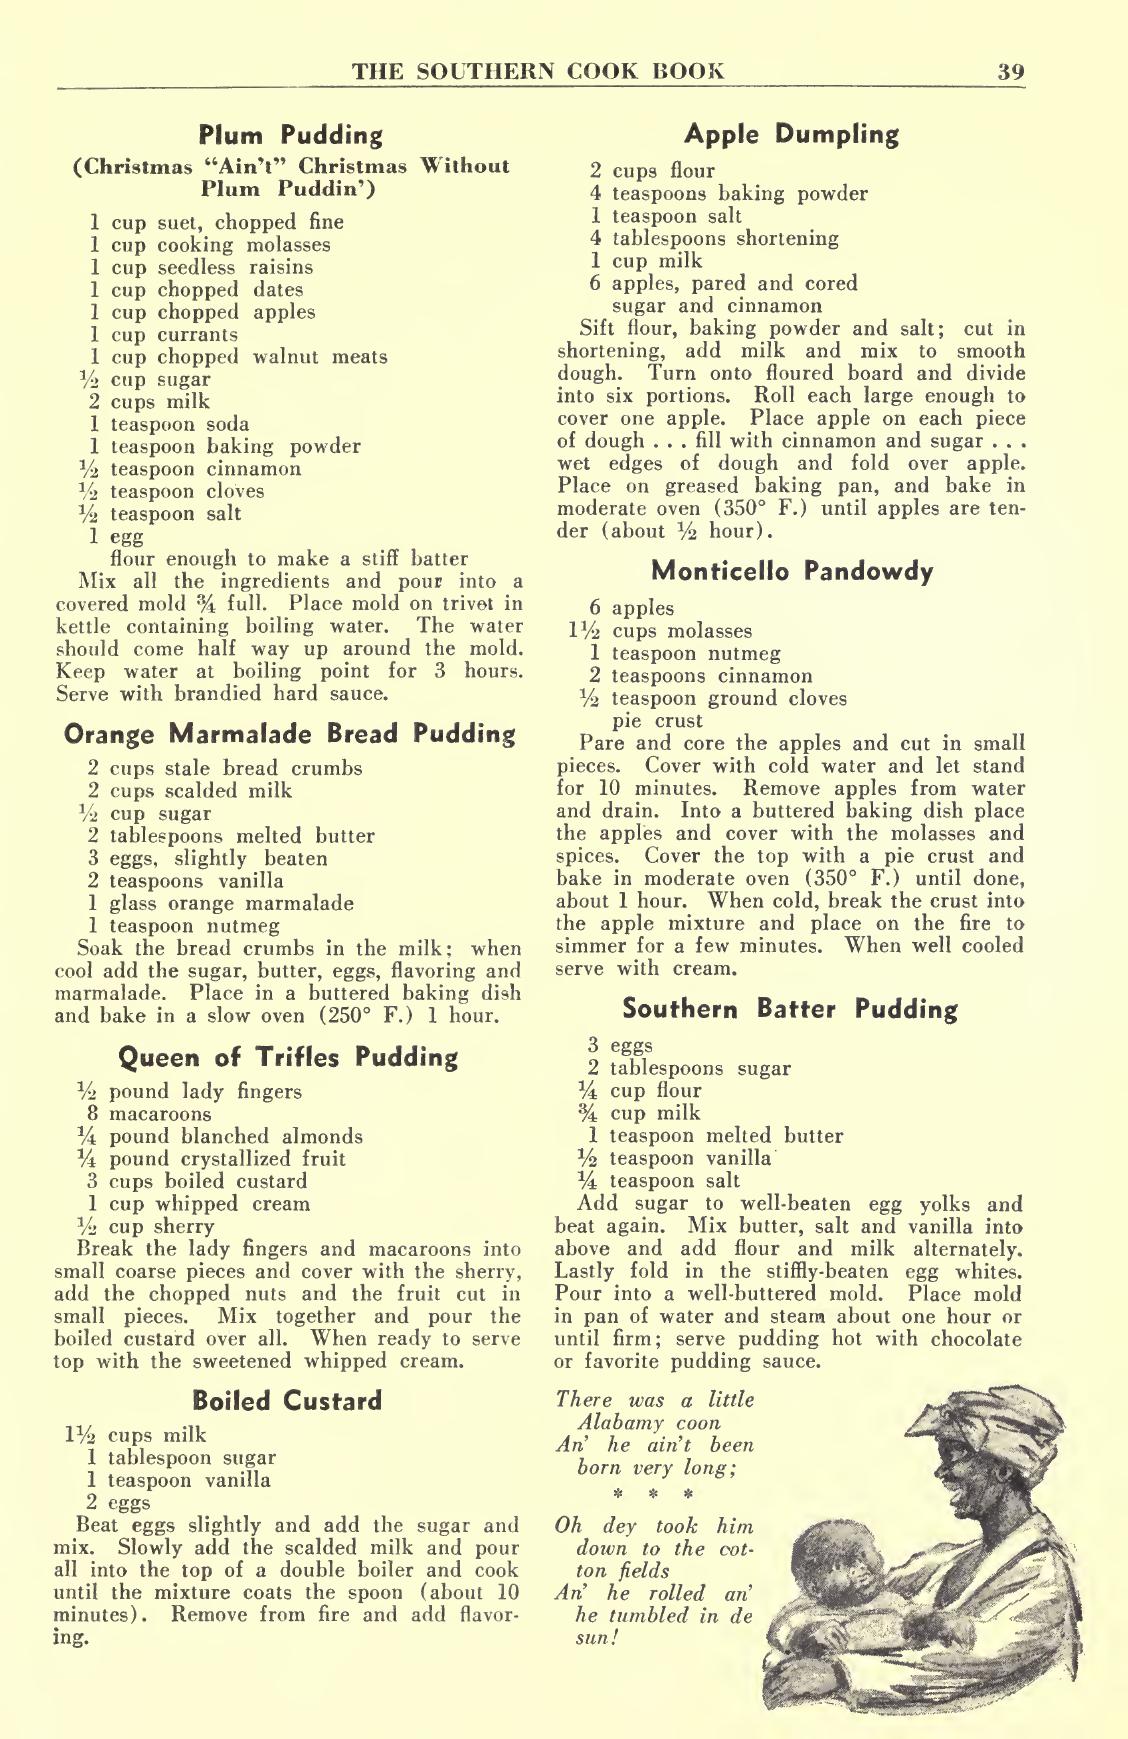 THE SOUTHERN COOK BOOK 39
Plum Pudding
(Christmas “Ain’t” Christmas Without
Plum Puddin’)
1 cup suet, chopped fine
1 cup cooking molasses
1 cup seedless raisins
1 cup chopped dates
1 cup chopped apples
1 cup currants
1 cup chopped walnut meats
½ cup sugar
2 cups milk
1 teaspoon soda
1 teaspoon baking powder
½ teaspoon cinnamon
½ teaspoon cloves
½ teaspoon salt
1 egg
flour enough to make a stiff batter
Mix all the ingredients and pour into a
covered mold ¾ full. Place mold on trivet in
kettle containing boiling water. The water
should come half way up around the mold.
Keep water at boiling point for 3 hours.
Serve with brandied hard sauce.
Orange Marmalade Bread Pudding
2 cups stale bread crumbs
2 cups scalded milk
½ cup sugar
2 tablespoons melted butter
3 eggs, slightly beaten
2 teaspoons vanilla
1 glass orange marmalade
1 teaspoon nutmeg
Soak the bread crumbs in the milk; when
cool add the sugar, butter, eggs, flavoring and
marmalade. Place in a buttered baking dish
and bake in a slow oven (250° F.) 1 hour.
Queen of Trifles Pudding
½ pound lady fingers
8 macaroons
¼ pound blanched almonds
¼ pound crystallized fruit
3 cups boiled custard
1 cup whipped cream
½ cup sherry
Break the lady fingers and macaroons into
small coarse pieces and cover with the sherry,
add the chopped nuts and the fruit cut in
small pieces. Mix together and pour the
boiled custard over all. When ready to serve
top with the sweetened whipped cream.
Boiled Custard
1½ cups milk
1 tablespoon sugar
1 teaspoon vanilla
2 eggs
Beat eggs slightly and add the sugar and
mix. Slowly add the scalded milk and pour
all into the top of a double boiler and cook
until the mixture coats the spoon (about 10
minutes). Remove from fire and add flavor-
ing.
Apple Dumpling
2 cups flour
4 teaspoons baking powder
1 teaspoon salt
4 tablespoons shortening
1 cup milk
6 apples, pared and cored
sugar and cinnamon
Sift flour, baking powder and salt; cut in
shortening, add milk and mix to smooth
dough. Turn onto floured board and divide
into six portions. Roll each large enough to
cover one apple. Place apple on each piece
of dough . . . fill with cinnamon and sugar . . .
wet edges of dough and fold over apple.
Place on greased baking pan, and bake in
moderate oven (350° F.) until apples are ten-
der (about ½ hour).
Monticello Pandowdy
6 apples
1½ cups molasses
1 teaspoon nutmeg
2 teaspoons cinnamon
½ teaspoon ground cloves
pie crust
Pare and core the apples and cut in small
pieces. Cover with cold water and let stand
for 10 minutes. Remove apples from water
and drain. Into a buttered baking dish place
the apples and cover with the molasses and
spices. Cover the top with a pie crust and
bake in moderate oven (350° F.) until done,
about 1 hour. When cold, break the crust into
the apple mixture and place on the fire to
simmer for a few minutes. When well cooled
serve with cream.
Southern Batter Pudding
3 eggs
2 tablespoons sugar
¼ cup flour
¾ cup milk
1 teaspoon melted butter
½ teaspoon vanilla
¼ teaspoon salt
Add sugar to well-beaten egg yolks and
beat again. Mix butter, salt and vanilla into
above and add flour and milk alternately.
Lastly fold in the stiffly-beaten egg whites.
Pour into a well-buttered mold. Place mold
in pan of water and steam about one hour or
until firm; serve pudding hot with chocolate
or favorite pudding sauce.
There was a little
Alabamy coon
An’ he ain’t been
born very long;
* * *
Oh dey took him
down to the cot-
ton fields
An’ he rolled an’
he tumbled in de
sun!